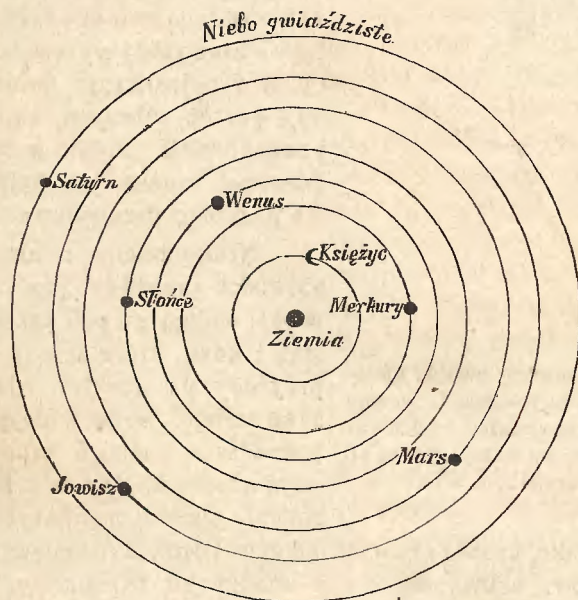 Niebo gwiaździste.
Saturn
Wenus
Księżyc
Słońce
Merkury
Ziemia
Mars
Jowisz